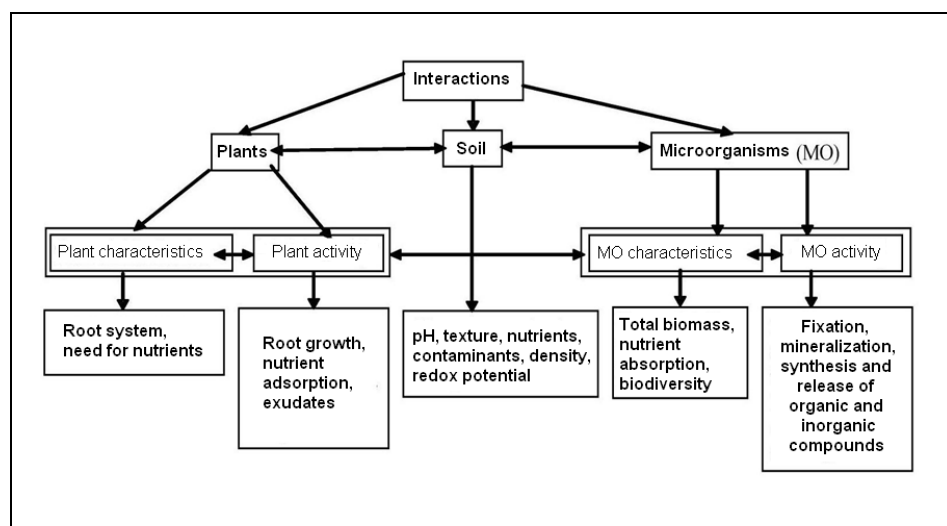 Interactions
Plants
Soil
Microorganisms (MO)
Plant characteristics
Plant activity
MO characteristics
MO activity
Root system,
need for nutrients
Root growth,
nutrient
adsorption,
exudates
pH, texture, nutrients,
contaminants, density,
redox potential
Total biomass,
nutrient
absorption,
biodiversity
Fixation,
mineralization,
synthesis and
release of
organic and
inorganic
compounds